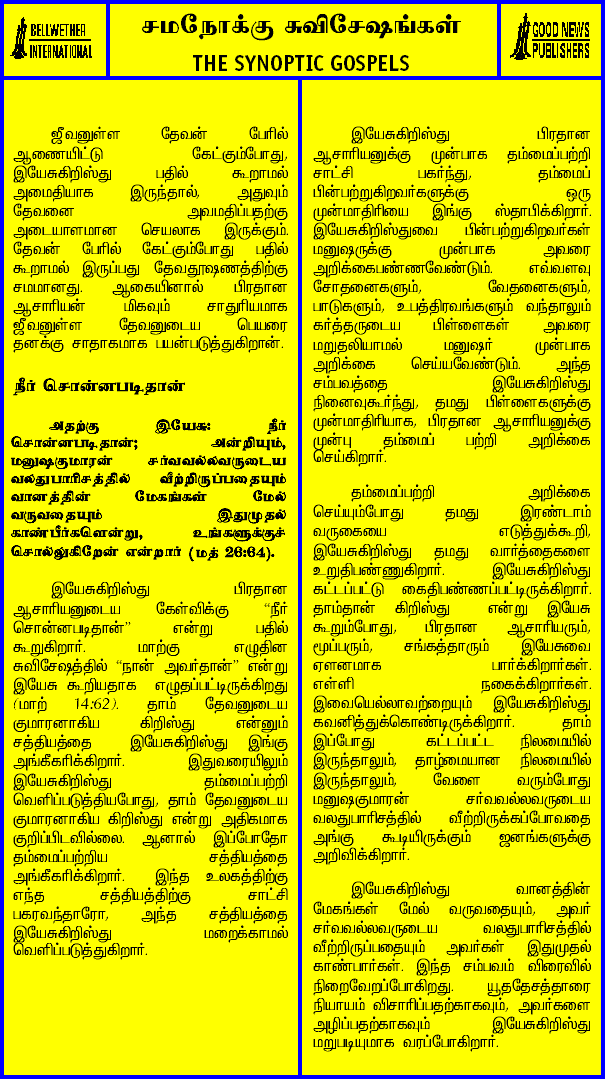 BELLWETHER
INTERNATIONAL
சமநோக்கு சுவிசேஷங்கள்
THE SYNOPTIC GOSPELS
GOOD NEWS
PUBLISHERS
ஜீவனுள்ள தேவன் பேரில்
ஆணையிட்டு கேட்கும்போது,
இயேசுகிறிஸ்து பதில் கூறாமல்
அமைதியாக இருந்தால், அதுவும்
தேவனை அவமதிப்பதற்கு
அடையாளமான செயலாக இருக்கும்.
தேவன் பேரில் கேட்கும்போது பதில்
கூறாமல் இருப்பது தேவதூஷணத்திற்கு
சமமானது. ஆகையினால் பிரதான
ஆசாரியன் மிகவும் சாதுரியமாக
ஜீவனுள்ள தேவனுடைய பெயரை
தனக்கு சாதாகமாக பயன்படுத்துகிறான்.
நீர் சொன்னபடிதான்
அதற்கு இயேசு: நீர்
சொன்னபடிதான்; அன்றியும்,
மனுஷகுமாரன் சர்வவல்லவருடைய
வலதுபாரிசத்தில் வீற்றிருப்பதையும்
வானத்தின் மேகங்கள் மேல்
வருவதையும் இதுமுதல்
காண்பீர்களென்று, உங்களுக்குச்
சொல்லுகிறேன் என்றார் (மத் 26:64).
இயேசுகிறிஸ்து பிரதான
ஆசாரியனுடைய கேள்விக்கு “நீர்
சொன்னபடிதான்” என்று பதில்
கூறுகிறார். மாற்கு எழுதின
சுவிசேஷத்தில் “நான் அவர்தான்” என்று
இயேசு கூறியதாக எழுதப்பட்டிருக்கிறது
(மாற் 14:62). தாம் தேவனுடைய
குமாரனாகிய கிறிஸ்து என்னும்
சத்தியத்தை இயேசுகிறிஸ்து இங்கு
அங்கீகரிக்கிறார். இதுவரையிலும்
இயேசுகிறிஸ்து தம்மைப்பற்றி
வெளிப்படுத்தியபோது, தாம் தேவனுடைய
குமாரனாகிய கிறிஸ்து என்று அதிகமாக
குறிப்பிடவில்லை. ஆனால் இப்போதோ
தம்மைப்பற்றிய சத்தியத்தை
அங்கீகரிக்கிறார். இந்த உலகத்திற்கு
எந்த சத்தியத்திற்கு சாட்சி
பகரவந்தாரோ, அந்த சத்தியத்தை
இயேசுகிறிஸ்து மறைக்காமல்
வெளிப்படுத்துகிறார்.
இயேசுகிறிஸ்து பிரதான
ஆசாரியனுக்கு முன்பாக தம்மைப்பற்றி
சாட்சி பகர்ந்து, தம்மைப்
பின்பற்றுகிறவர்களுக்கு ஒரு
முன்மாதிரியை இங்கு ஸ்தாபிக்கிறார்.
இயேசுகிறிஸ்துவை பின்பற்றுகிறவர்கள்
மனுஷருக்கு முன்பாக அவரை
அறிக்கைபண்ணவேண்டும். எவ்வளவு
சோதனைகளும், வேதனைகளும்,
பாடுகளும், உபத்திரவங்களும் வந்தாலும்
கர்த்தருடைய பிள்ளைகள் அவரை
மறுதலியாமல் மனுஷர் முன்பாக
அறிக்கை செய்யவேண்டும். அந்த
சம்பவத்தை இயேசுகிறிஸ்து
நினைவுகூர்ந்து, தமது பிள்ளைகளுக்கு
முன்மாதிரியாக, பிரதான ஆசாரியனுக்கு
முன்பு தம்மைப் பற்றி அறிக்கை
செய்கிறார்.
தம்மைப்பற்றி அறிக்கை
செய்யும்போது தமது இரண்டாம்
வருகையை எடுத்துக்கூறி,
இயேசுகிறிஸ்து தமது வார்த்தைகளை
உறுதிபண்ணுகிறார். இயேசுகிறிஸ்து
கட்டப்பட்டு கைதிபண்ணப்பட்டிருக்கிறார்.
தாம்தான் கிறிஸ்து என்று இயேசு
கூறும்போது, பிரதான ஆசாரியரும்,
மூப்பரும், சங்கத்தாரும் இயேசுவை
ஏளனமாக பார்க்கிறார்கள்.
எள்ளி நகைக்கிறார்கள்.
இவையெல்லாவற்றையும் இயேசுகிறிஸ்து
கவனித்துக்கொண்டிருக்கிறார். தாம்
இப்போது கட்டப்பட்ட நிலமையில்
இருந்தாலும், தாழ்மையான நிலமையில்
இருந்தாலும், வேளை வரும்போது
மனுஷகுமாரன் சர்வவல்லவருடைய
வலதுபாரிசத்தில் வீற்றிருக்கப்போவதை
அங்கு கூடியிருக்கும் ஜனங்களுக்கு
அறிவிக்கிறார்.
இயேசுகிறிஸ்து வானத்தின்
மேகங்கள் மேல் வருவதையும், அவர்
சர்வவல்லவருடைய வலதுபாரிசத்தில்
வீற்றிருப்பதையும் அவர்கள் இதுமுதல்
காண்பார்கள். இந்த சம்பவம் விரைவில்
நிறைவேறப்போகிறது. யூததேசத்தாரை
நியாயம் விசாரிப்பதற்காகவும், அவர்களை
அழிப்பதற்காகவும் இயேசுகிறிஸ்து
மறுபடியுமாக வரப்போகிறார்.